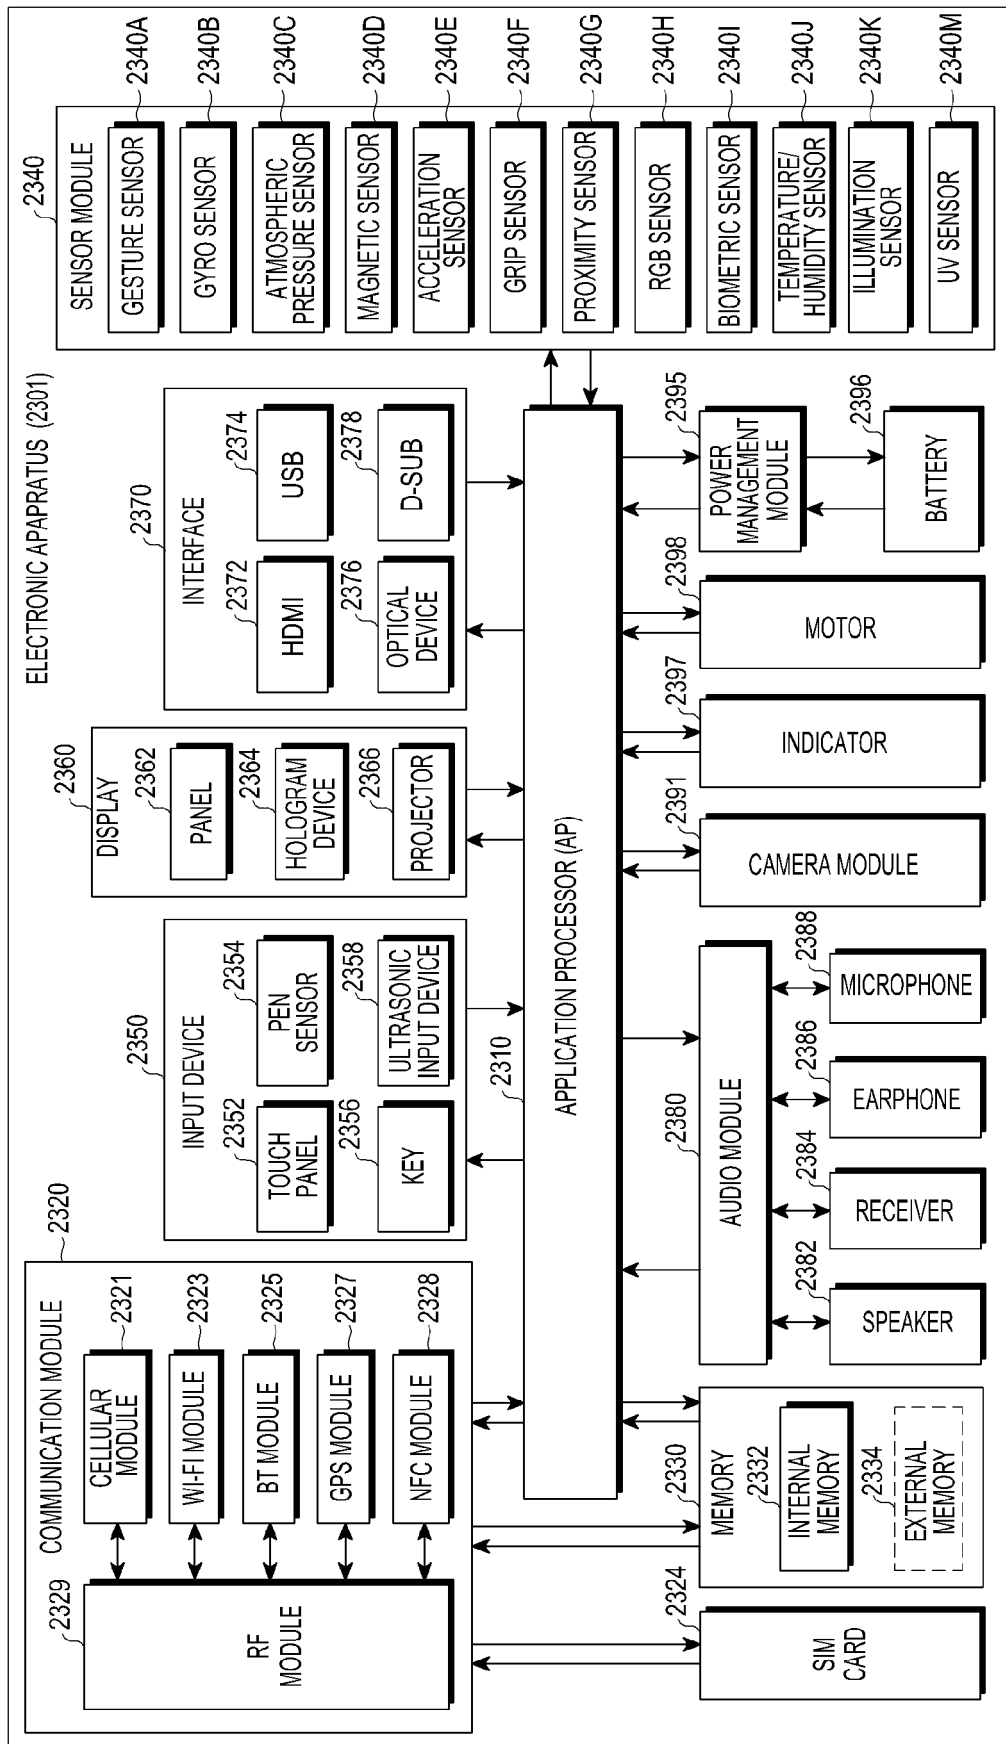 ELECTRONIC APAPRATUS (2301)
COMMUNICATION MODULE
2320
2329
RF
MODULE
CELLULAR
MODULE
2321
WI-FI MODULE
2323
BT MODULE
2325
GPS MODULE
2327
NFC MODULE
2328
2350
INPUT DEVICE
2352
TOUCH
PANEL
2354
PEN
SENSOR
2356
KEY
2358
ULTRASONIC
INPUT DEVICE
2360
DISPLAY
2362
PANEL
2364
HOLOGRAM
DEVICE
2366
PROJECTOR
2370
INTERFACE
2372
HDMI
2374
USB
2376
OPTICAL
DEVICE
2378
D-SUB
2340
SENSOR MODULE
GESTURE SENSOR
2340A
GYRO SENSOR
2340B
ATMOSPHERIC
PRESSURE SENSOR
2340C
MAGNETIC SENSOR
2340D
ACCELERATION
SENSOR
2340E
GRIP SENSOR
2340F
PROXIMITY SENSOR
2340G
RGB SENSOR
2340H
BIOMETRIC SENSOR
2340I
TEMPERATURE/
HUMIDITY SENSOR
2340J
ILLUMINATION
SENSOR
2340K
UV SENSOR
2340M
2310
APPLICATION PROCESSOR (AP)
2324
SIM
CARD
2330
MEMORY
2332
INTERNAL
MEMORY
2334
EXTERNAL
MEMORY
2380
AUDIO MODULE
2382
SPEAKER
2384
RECEIVER
2386
EARPHONE
2388
MICROPHONE
2391
CAMERA MODULE
2397
INDICATOR
2398
MOTOR
2395
POWER
MANAGEMENT
MODULE
2396
BATTERY